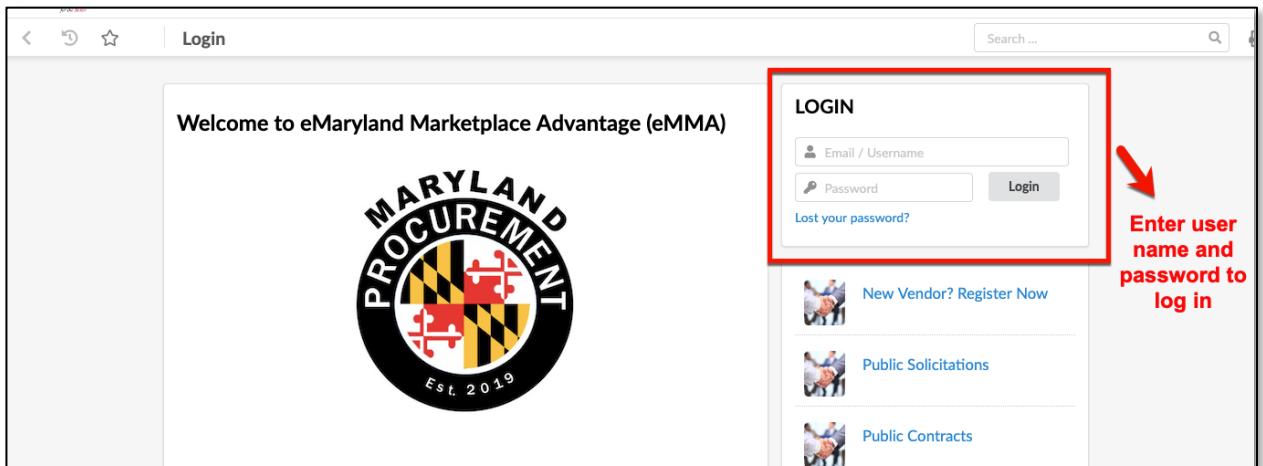 Login
Search ...
Welcome to eMaryland Marketplace Advantage (eMMA)
MARYLAND
PROCUREMENT
Est. 2019
LOGIN
Email / Username
Password
Login
Lost your password?
Enter user
name and
password to
log in
New Vendor? Register Now
Public Solicitations
Public Contracts